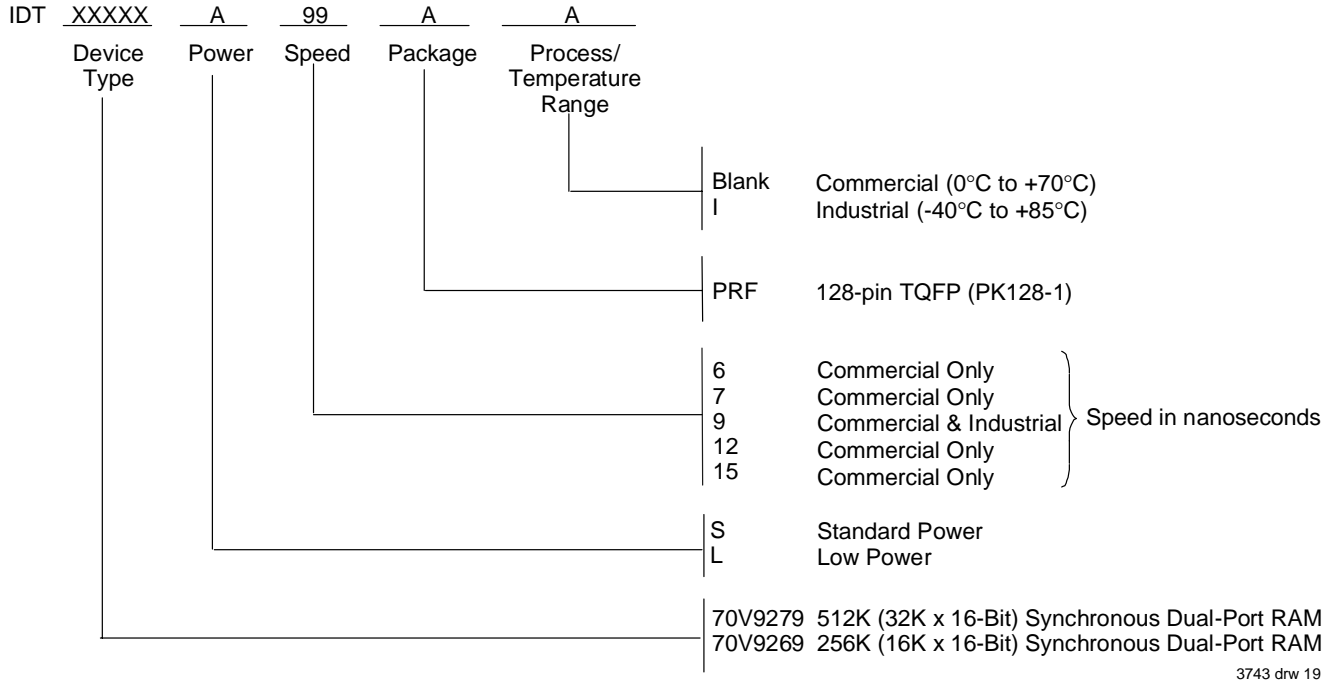 IDT XXXXX A 99 A A
Device Type Power Speed Package Process/ Temperature Range
Blank Commercial (0°C to +70°C)
I Industrial (-40°C to +85°C)
PRF 128-pin TQFP (PK128-1)
6 Commercial Only
7 Commercial Only
9 Commercial & Industrial
12 Commercial Only
15 Commercial Only
Speed in nanoseconds
S Standard Power
L Low Power
70V9279 512K (32K x 16-Bit) Synchronous Dual-Port RAM
70V9269 256K (16K x 16-Bit) Synchronous Dual-Port RAM
3743 drw 19